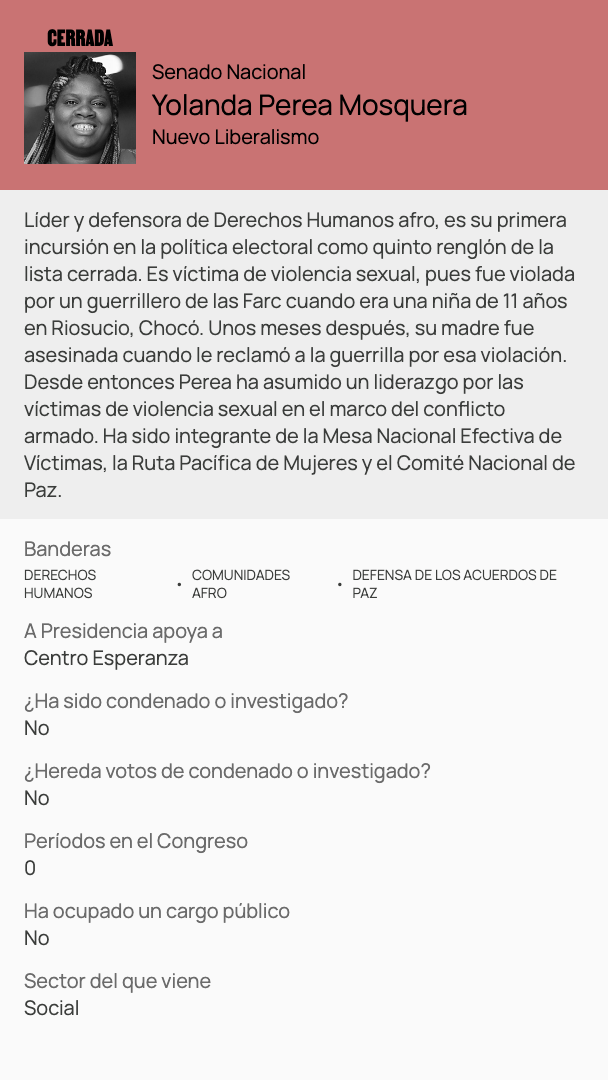 CERRADA
Senado Nacional
Yolanda Perea Mosquera
Nuevo Liberalismo
Líder y defensora de Derechos Humanos afro, es su primera
incursión en la política electoral como quinto renglón de la
lista cerrada. Es víctima de violencia sexual, pues fue violada
por un guerrillero de las Farc cuando era una niña de 11 años
en Riosucio, Chocó. Unos meses después, su madre fue
asesinada cuando le reclamó a la guerrilla por esa violación.
Desde entonces Perea ha asumido un liderazgo por las
víctimas de violencia sexual en el marco del conflicto
armado. Ha sido integrante de la Mesa Nacional Efectiva de
Víctimas, la Ruta Pacífica de Mujeres y el Comité Nacional de
Paz.
Banderas
DERECHOS HUMANOS • COMUNIDADES AFRO • DEFENSA DE LOS ACUERDOS DE PAZ
A Presidencia apoya a
Centro Esperanza
¿Ha sido condenado o investigado?
No
¿Hereda votos de condenado o investigado?
No
Períodos en el Congreso
0
Ha ocupado un cargo público
No
Sector del que viene
Social